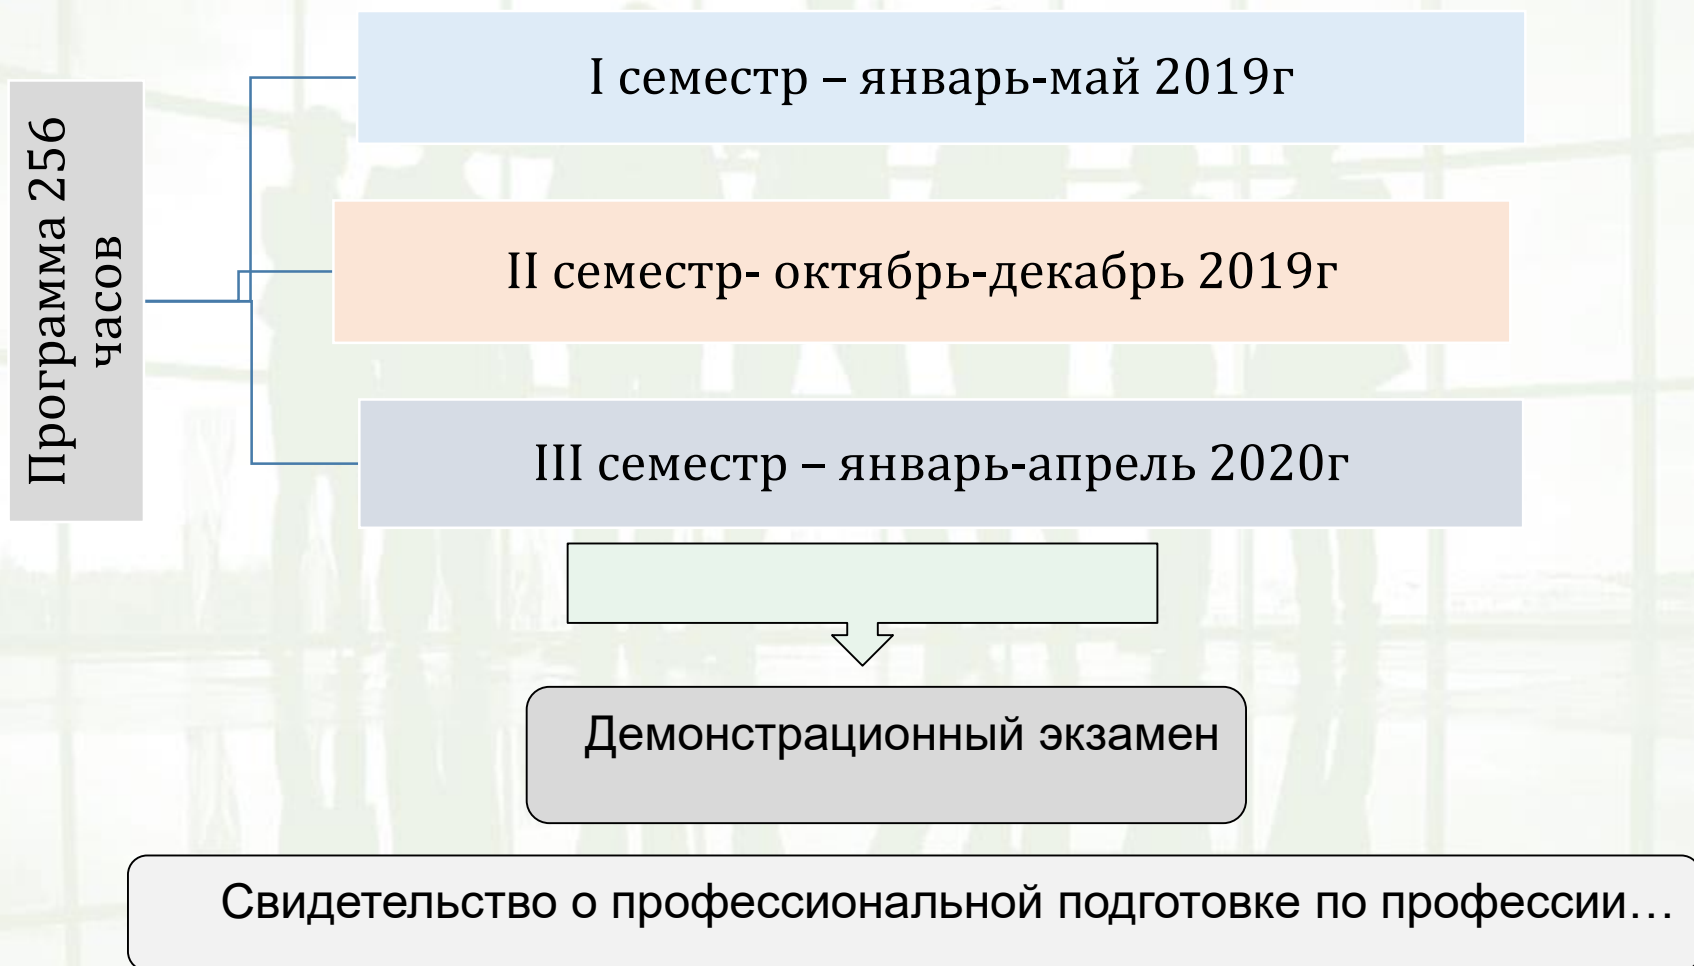 Программа 256
часов
I семестр – январь-май 2019г
II семестр- октябрь-декабрь 2019г
III семестр – январь-апрель 2020г
Демонстрационный экзамен
Свидетельство о профессиональной подготовке по профессии…